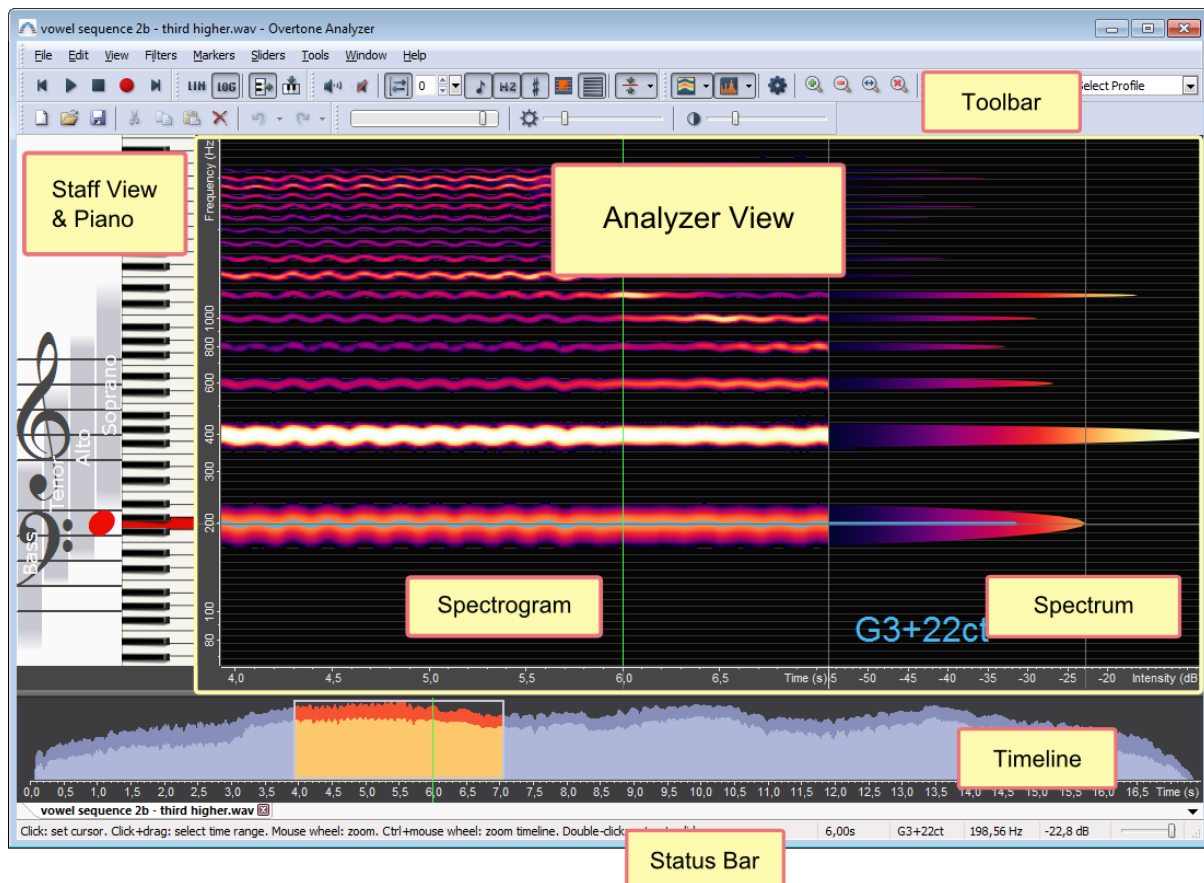 vowel sequence 2b - third higher.wav - Overtone Analyzer
File Edit View Filters Markers Sliders Tools Window Help
LIN LOG 0 HZ Select Profile
Toolbar
Staff View
& Piano
Analyzer View
Frequency (Hz
1000
800
600
400
300
200
100
80
Soprano
Alto
Tenor
Bass
Spectrogram
Spectrum
G3+22ct
4,0 4,5 5,0 5,5 6,0 6,5 Time (s) -50 -45 -40 -35 -30 -25 -20 Intensity (dB
Timeline
0,0 0,5 1,0 1,5 2,0 2,5 3,0 3,5 4,0 4,5 5,0 5,5 6,0 6,5 7,0 7,5 8,0 8,5 9,0 9,5 10,0 10,5 11,0 11,5 12,0 12,5 13,0 13,5 14,0 14,5 15,0 15,5 16,0 16,5 Time (s)
vowel sequence 2b - third higher.wav
Click: set cursor. Click+drag: select time range. Mouse wheel: zoom. Ctrl+mouse wheel: zoom timeline. Double-click: 6,00s G3+22ct 198,56 Hz -22,8 dB
Status Bar